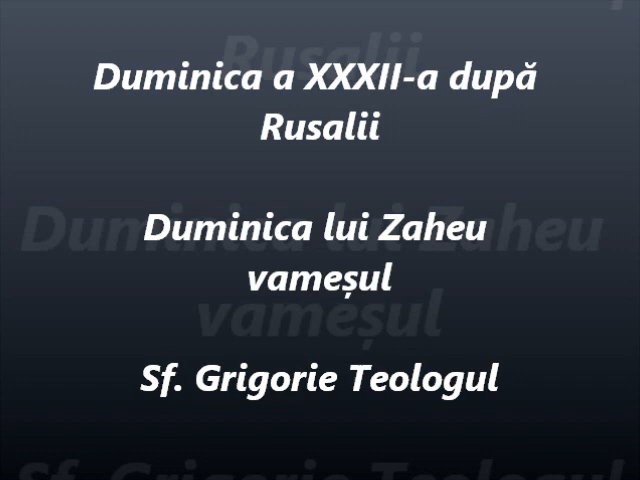 Duminica a XXXII-a după
Rusalii
Duminica lui Zaheu
vameșul
Sf. Grigorie Teologul